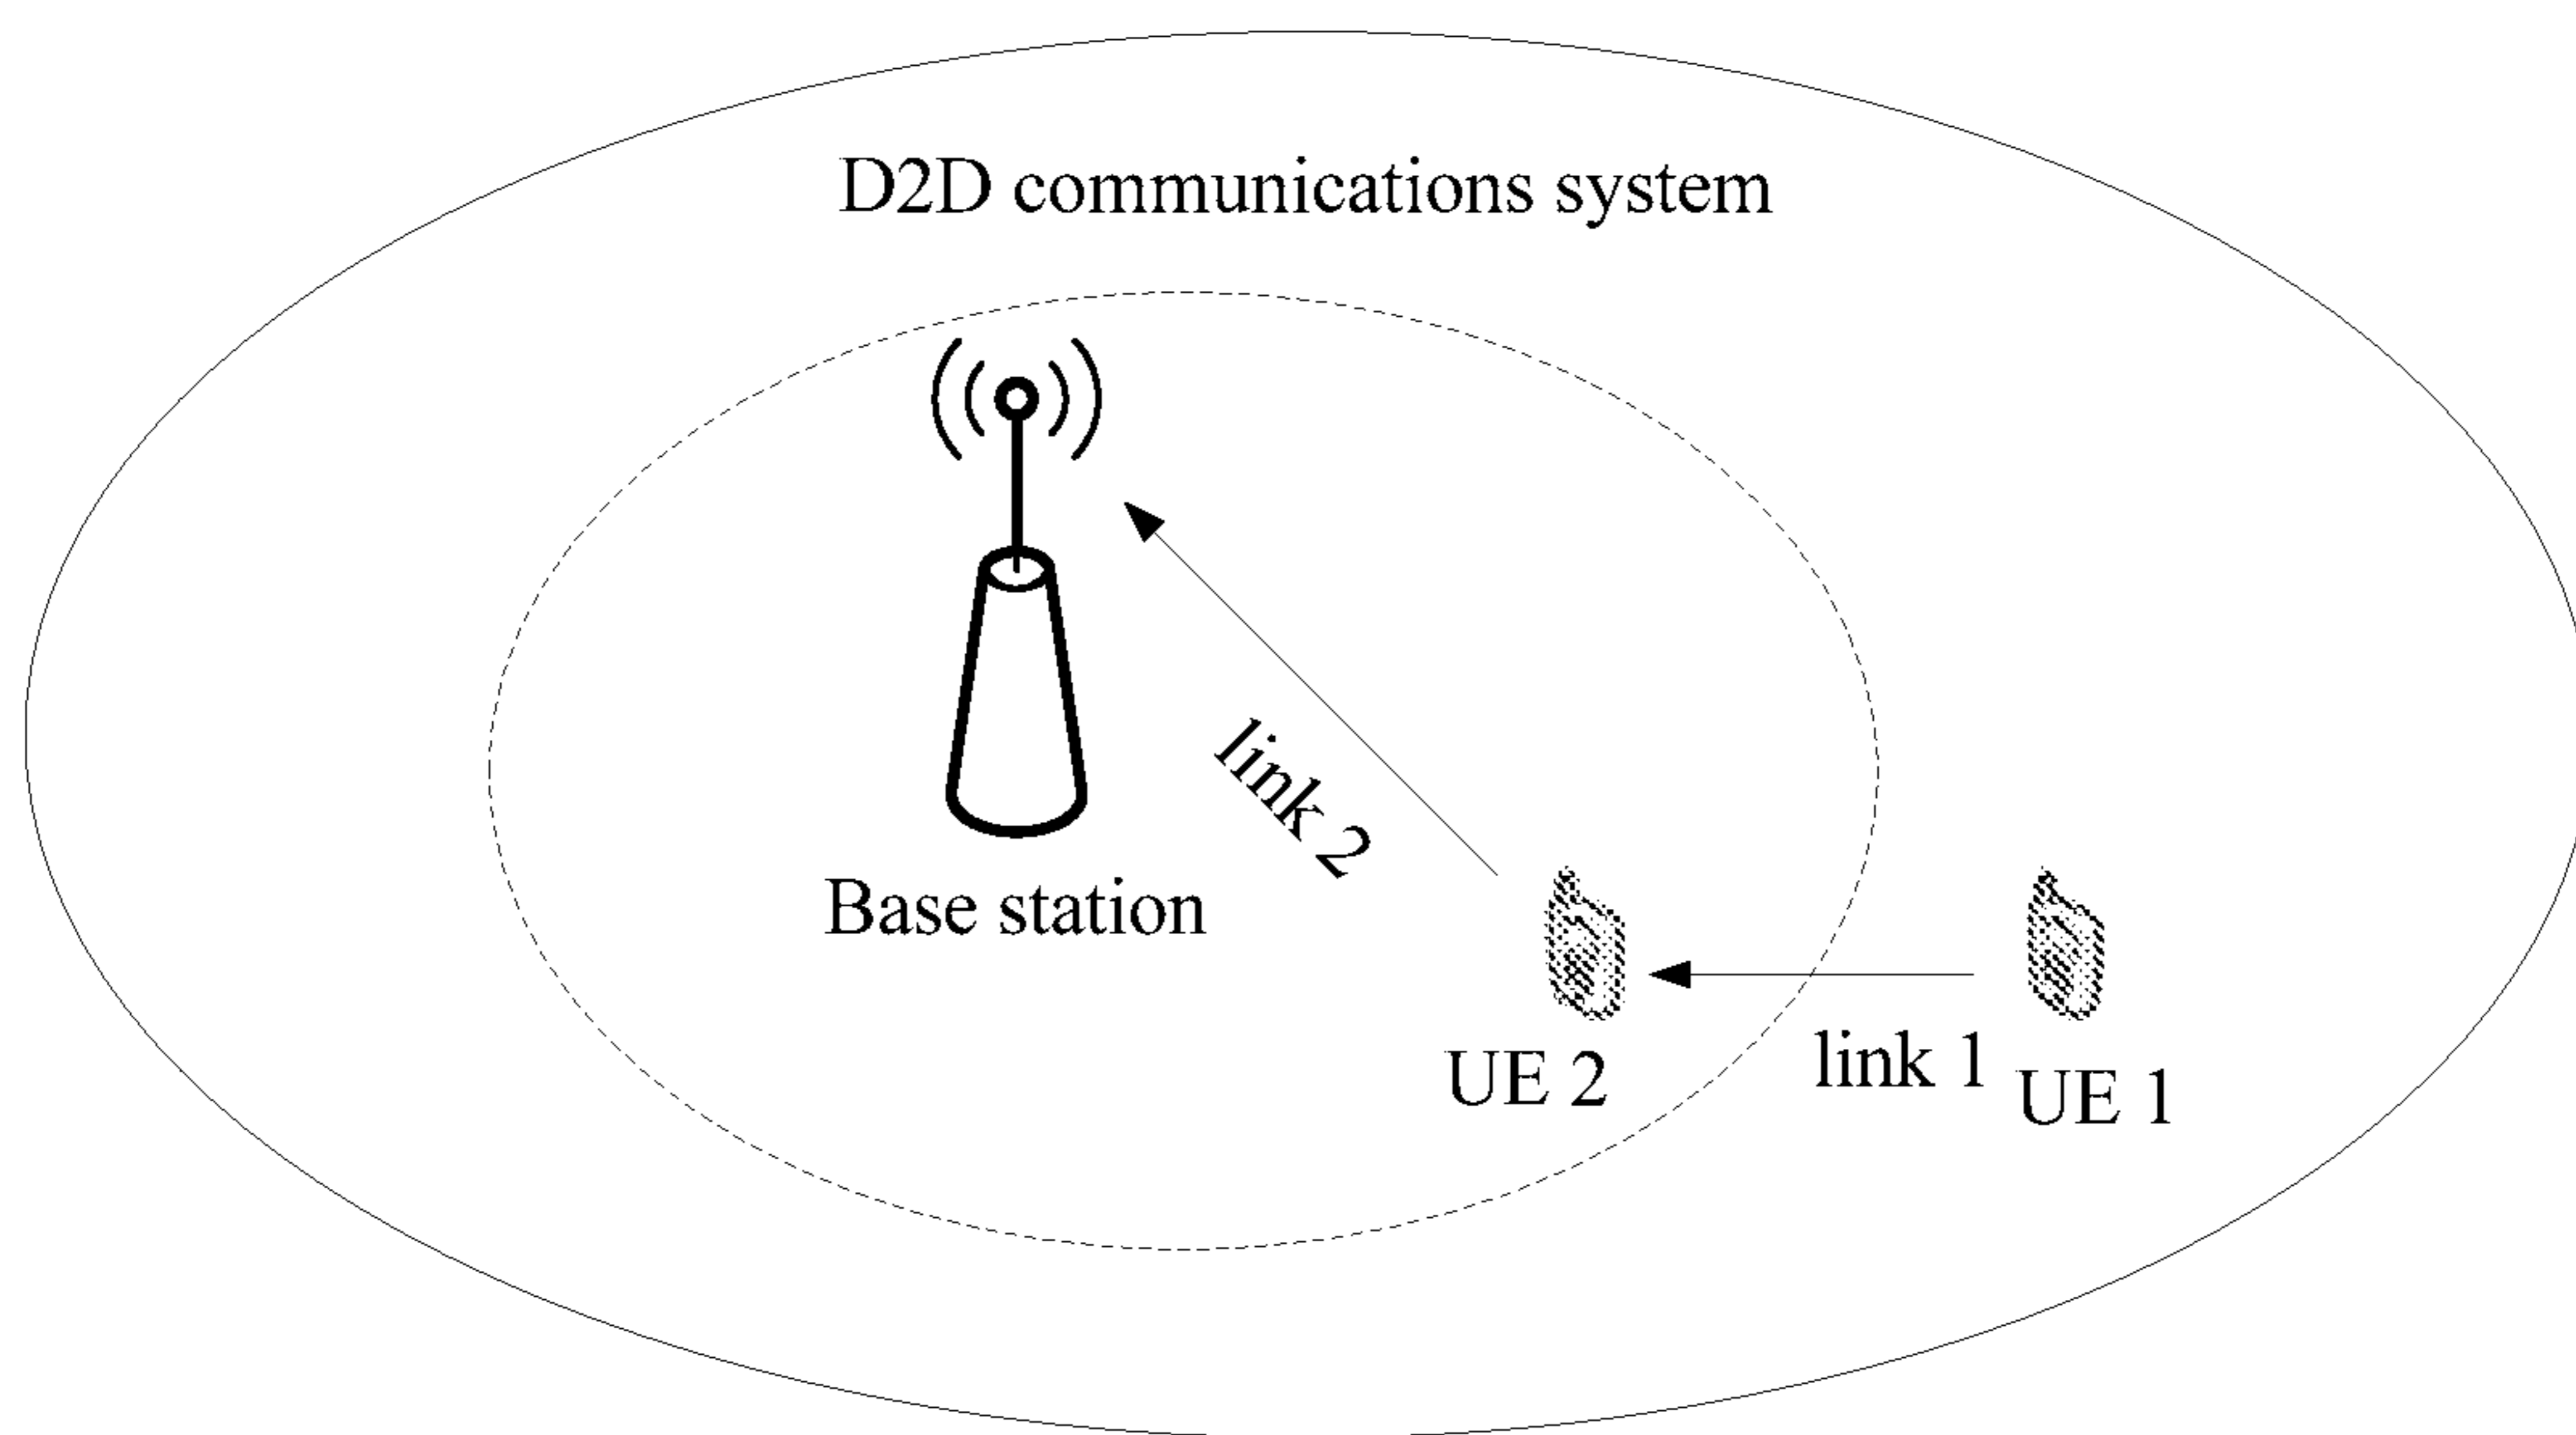 D2D communications system
link 2
Base station
UE 2
link 1
UE 1